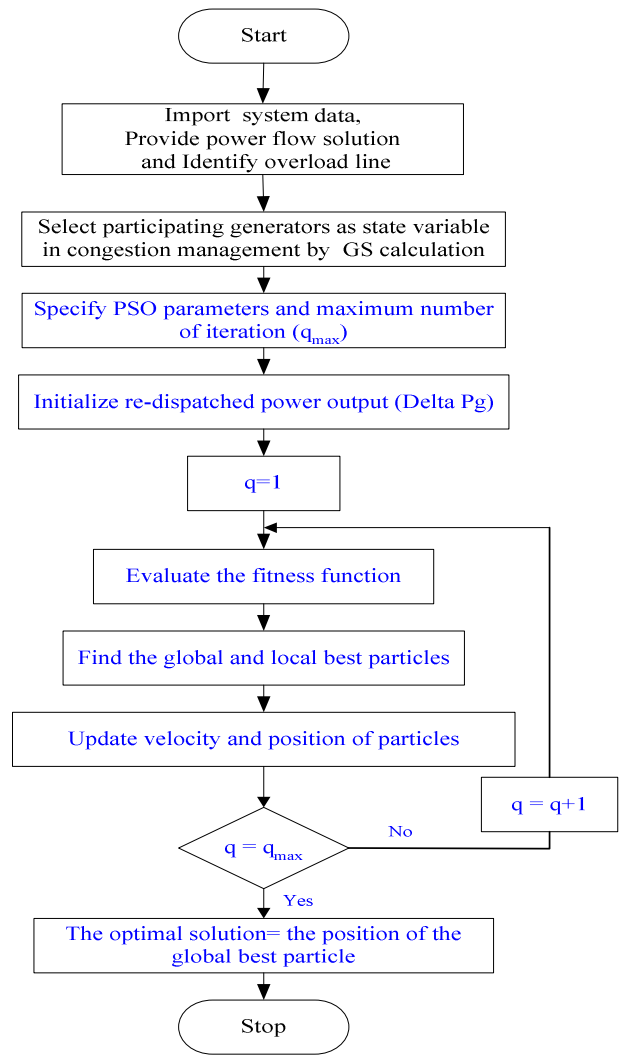 Start
Import system data,
Provide power flow solution
and Identify overload line
Select participating generators as state variable
in congestion management by GS calculation
Specify PSO parameters and maximum number
of iteration (qmax)
Initialize re-dispatched power output (Delta Pg)
q=1
Evaluate the fitness function
Find the global and local best particles
Update velocity and position of particles
q = q+1
No
q = qmax
Yes
The optimal solution= the position of the
global best particle
Stop